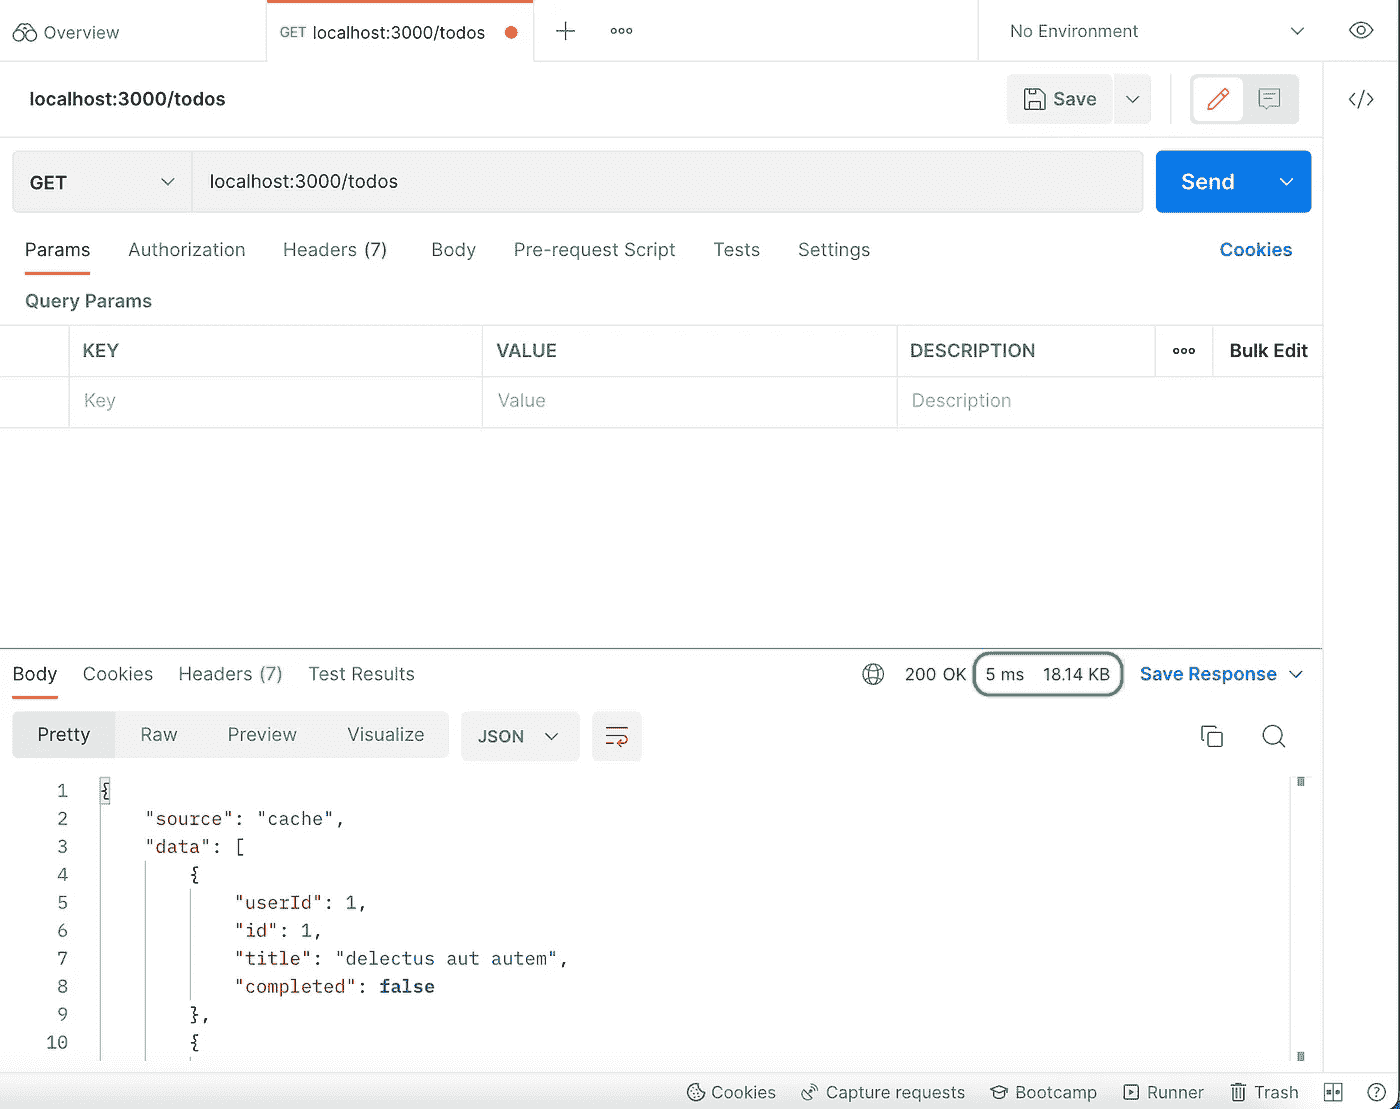 Overview
GET localhost:3000/todos
No Environment
localhost:3000/todos
Save
GET
localhost:3000/todos
Send
Params Authorization Headers (7) Body Pre-request Script Tests Settings Cookies
Query Params
KEY VALUE DESCRIPTION Bulk Edit
Key Value Description
Body Cookies Headers (7) Test Results 200 OK 5 ms 18.14 KB Save Response
Pretty Raw Preview Visualize JSON
1 {
2 "source": "cache",
3 "data": [
4 {
5 "userId": 1,
6 "id": 1,
7 "title": "delectus aut autem",
8 "completed": false
9 },
10 {
Cookies Capture requests Bootcamp Runner Trash